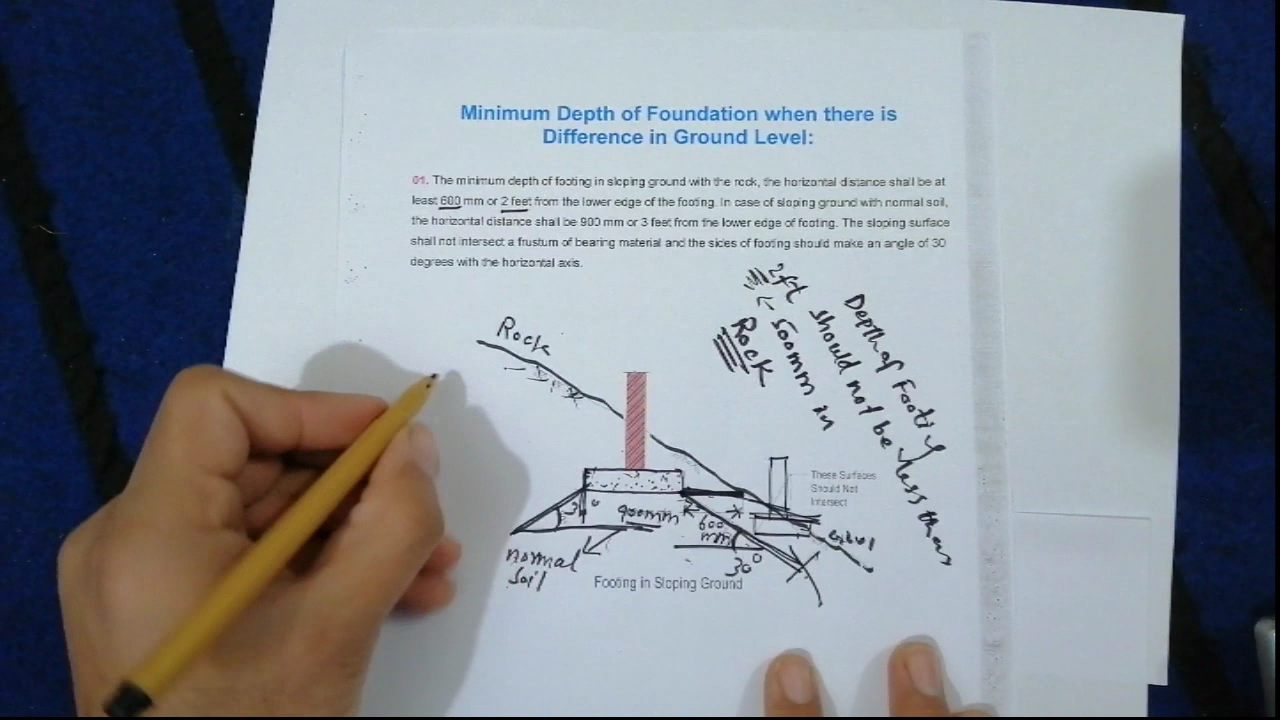 Minimum Depth of Foundation when there is
Difference in Ground Level:
01. The minimum depth of footing in sloping ground with the rock, the horizontal distance shall be at
least 600 mm or 2 feet from the lower edge of the footing. In case of sloping ground with normal soil,
the horizontal distance shall be 900 mm or 3 feet from the lower edge of footing. The sloping surface
shall not intersect a frustum of bearing material and the sides of footing should make an angle of 30
degrees with the horizontal axis.
Depth of Footing
should not be less than
2ft
500mm in
Rock
Rock
These Surfaces
Should Not
Intersect
900mm
600
mm
30°
normal
soil
Footing in Sloping Ground